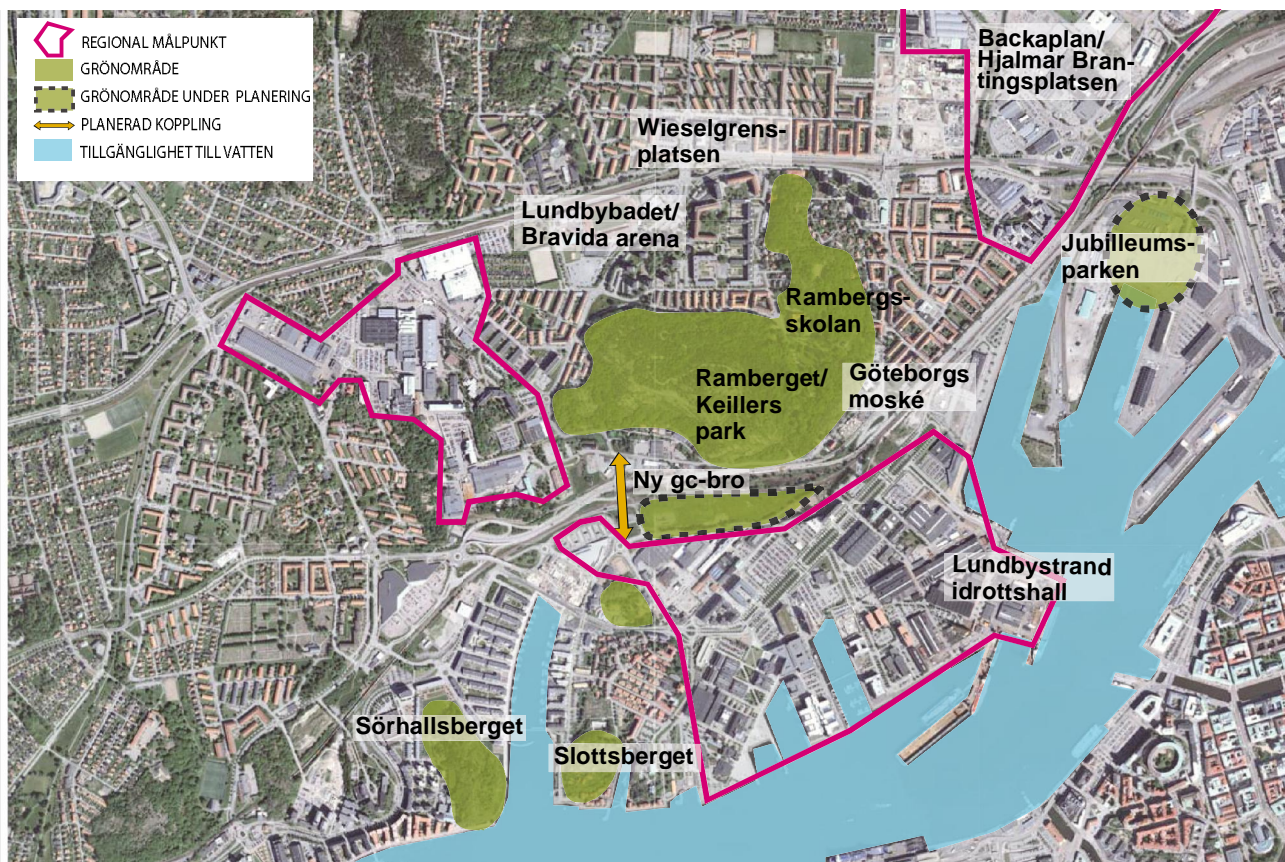 REGIONAL MÅLPUNKT
GRÖNOMRÅDE
GRÖNOMRÅDE UNDER PLANERING
PLANERAD KOPPLING
TILLGÄNGLIGHET TILL VATTEN
Backaplan/
Hjalmar Bran-
tingsplatsen
Wieselgrens-
platsen
Lundbybadet/
Bravida arena
Jubilleums-
parken
Rambergs-
skolan
Ramberget/
Keillers
park
Göteborgs
moské
Ny gc-bro
Lundbystrand
idrottshall
Sörhallsberget
Slottsberget